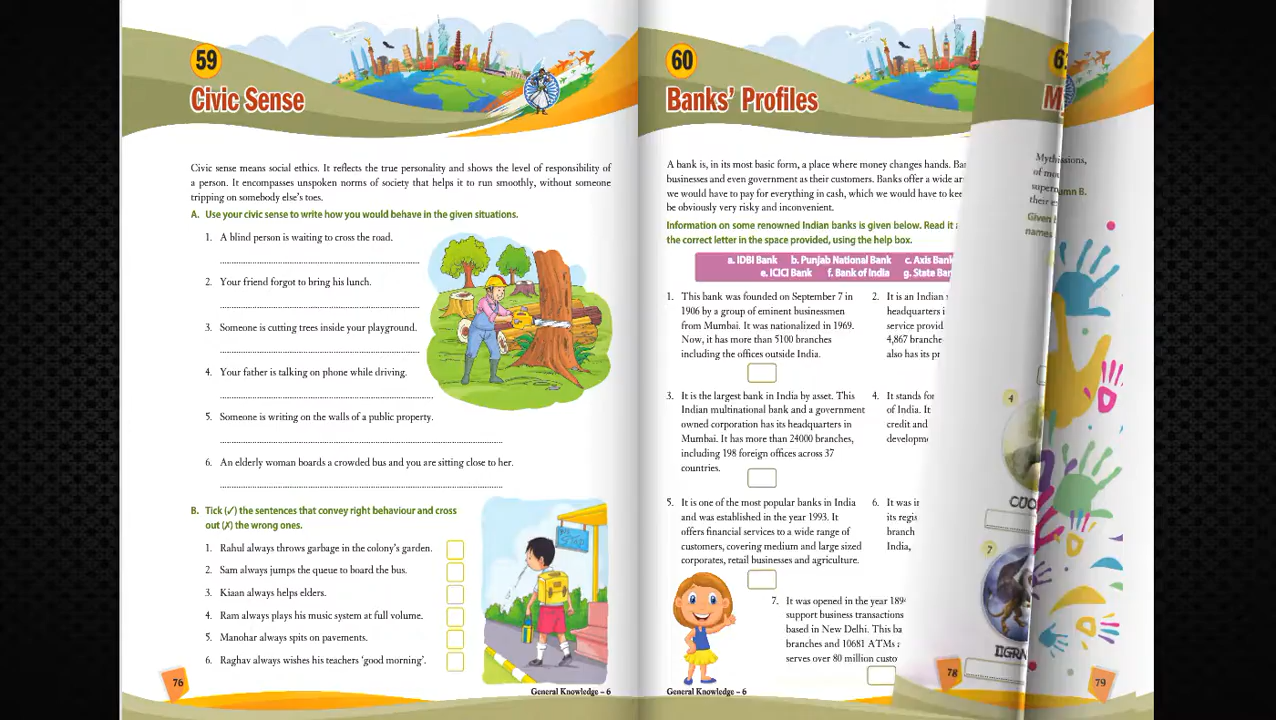 59
Civic Sense
Civic sense means social ethics. It reflects the true personality and shows the level of responsibility of
a person. It encompasses unspoken norms of society that helps it to run smoothly, without someone
tripping on somebody else's toes.
A. Use your civic sense to write how you would behave in the given situations.
1. A blind person is waiting to cross the road.
2. Your friend forgot to bring his lunch.
3. Someone is cutting trees inside your playground.
4. Your father is talking on phone while driving.
5. Someone is writing on the walls of a public property.
6. An elderly woman boards a crowded bus and you are sitting close to her.
B. Tick (✓) the sentences that convey right behaviour and cross
out (✗) the wrong ones.
1. Rahul always throws garbage in the colony's garden.
2. Sam always jumps the queue to board the bus.
3. Kiaan always helps elders.
4. Ram always plays his music system at full volume.
5. Manohar always spits on pavements.
6. Raghav always wishes his teachers 'good morning'.
76
General Knowledge – 6
60
Banks' Profiles
A bank is, in its most basic form, a place where money changes hands.
businesses and even government as their customers. Banks offer a wide
we would have to pay for everything in cash, which we would have to
be obviously very risky and inconvenient.
Information on some renowned Indian banks is given below. Read it
the correct letter in the space provided, using the help box.
a. IDBI Bank b. Punjab National Bank c. Axis Bank
e. ICICI Bank f. Bank of India g. State
1. This bank was founded on September 7 in
1906 by a group of eminent businessmen
from Mumbai. It was nationalized in 1969.
Now, it has more than 5100 branches
including the offices outside India.
2. It is an Indian
headquarters
service
4,867
also has its
3. It is the largest bank in India by asset. This
Indian multinational bank and a government
owned corporation has its headquarters in
Mumbai. It has more than 24000 branches,
including 198 foreign offices across 37
countries.
4. It stands for
of India. It
credit and
5. It is one of the most popular banks in India
and was established in the year 1993. It
offers financial services to a wide range of
customers, covering medium and large sized
corporates, retail businesses and agriculture.
6. It was
its
branch
India,
7. It was opened in the year
support business transactions
based in New Delhi. This
branches and 10681 ATMs
serves over 80 million
General Knowledge – 6
of
their
Given
names
umn B.
4
7
78
79